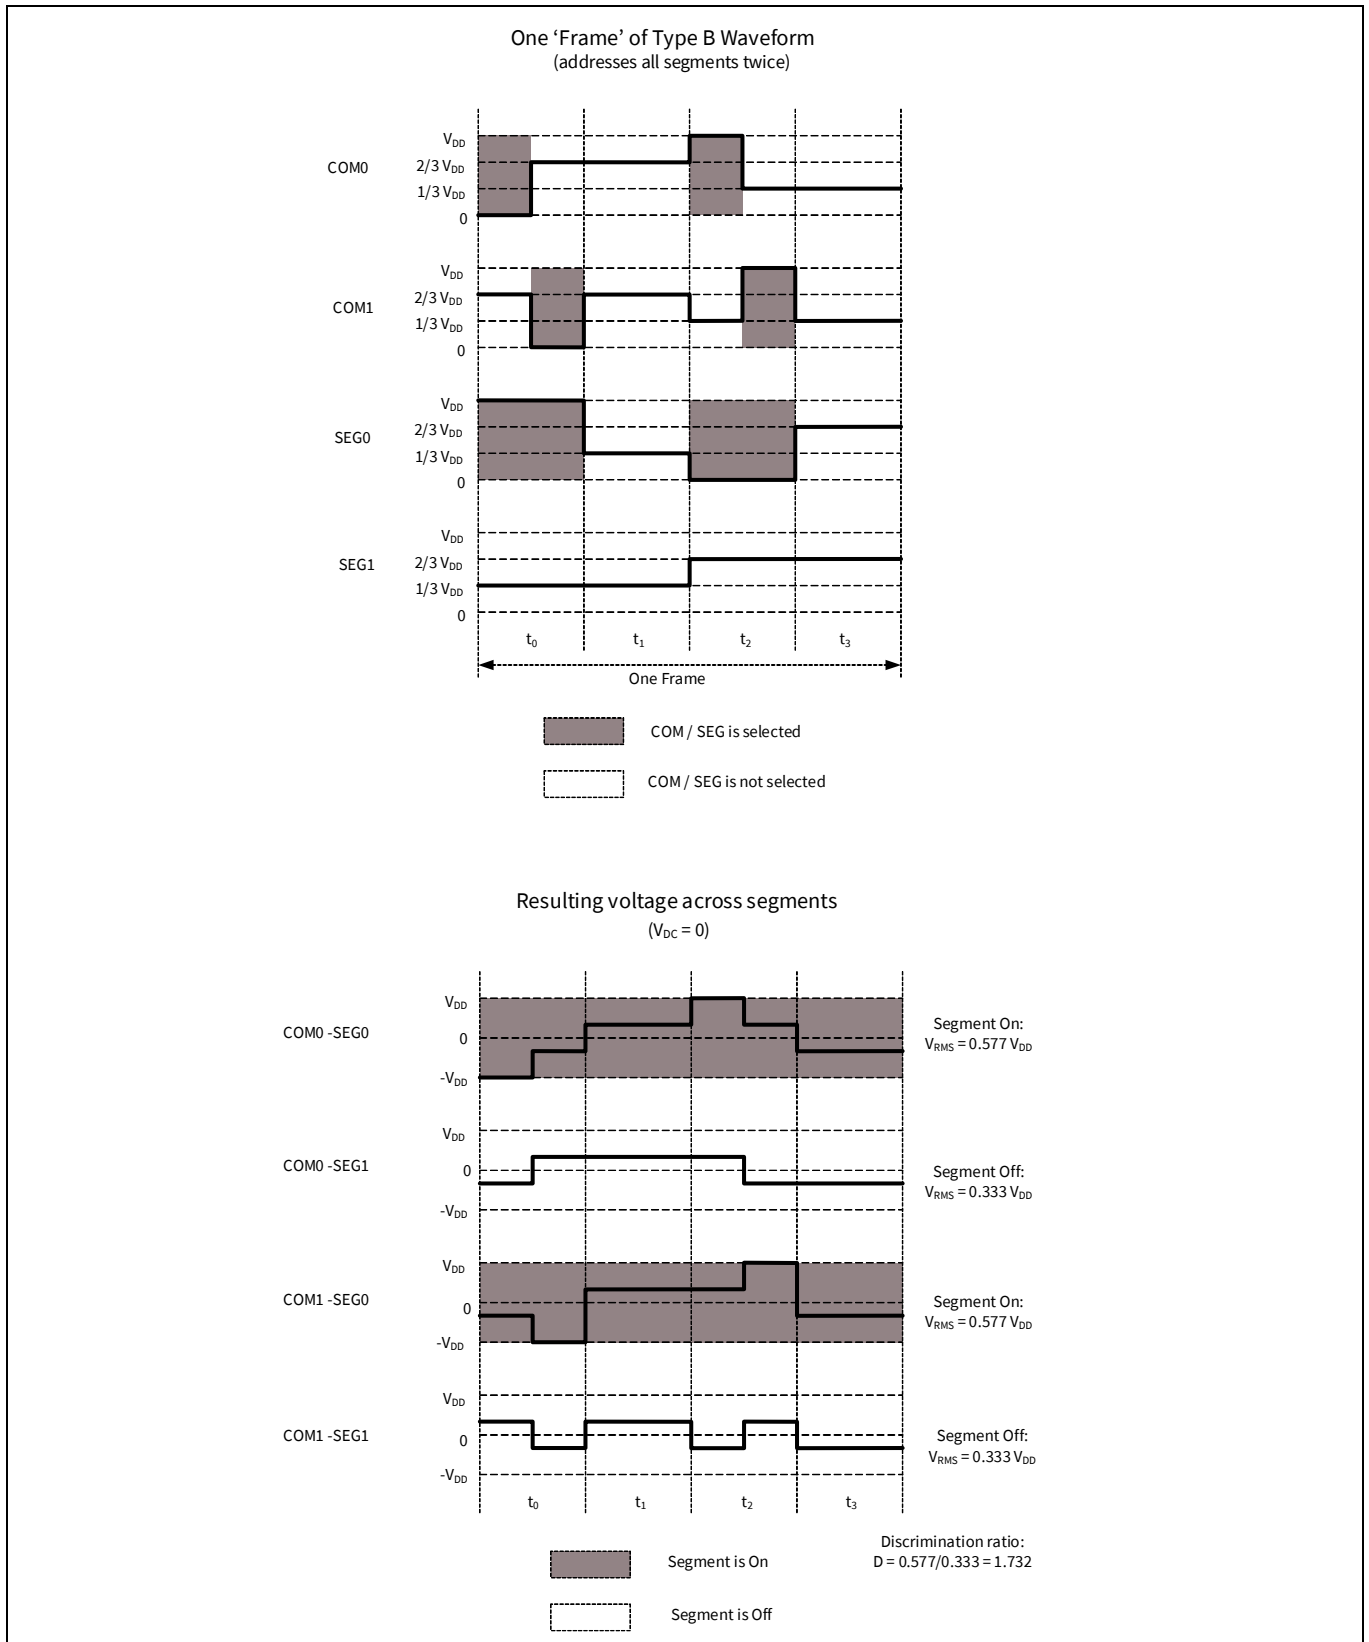 One ‘Frame’ of Type B Waveform
(addresses all segments twice)
VDD
COM0
2/3 VDD
1/3 VDD
0
VDD
COM1
2/3 VDD
1/3 VDD
0
VDD
SEG0
2/3 VDD
1/3 VDD
0
VDD
SEG1
2/3 VDD
1/3 VDD
0
t0 t1 t2 t3
One Frame
COM / SEG is selected
COM / SEG is not selected
Resulting voltage across segments
(VDC = 0)
VDD
COM0 -SEG0
0
-VDD
Segment On:
VRMS = 0.577 VDD
VDD
COM0 -SEG1
0
-VDD
Segment Off:
VRMS = 0.333 VDD
VDD
COM1 -SEG0
0
-VDD
Segment On:
VRMS = 0.577 VDD
VDD
COM1 -SEG1
0
-VDD
Segment Off:
VRMS = 0.333 VDD
t0 t1 t2 t3
Segment is On
Segment is Off
Discrimination ratio:
D = 0.577/0.333 = 1.732